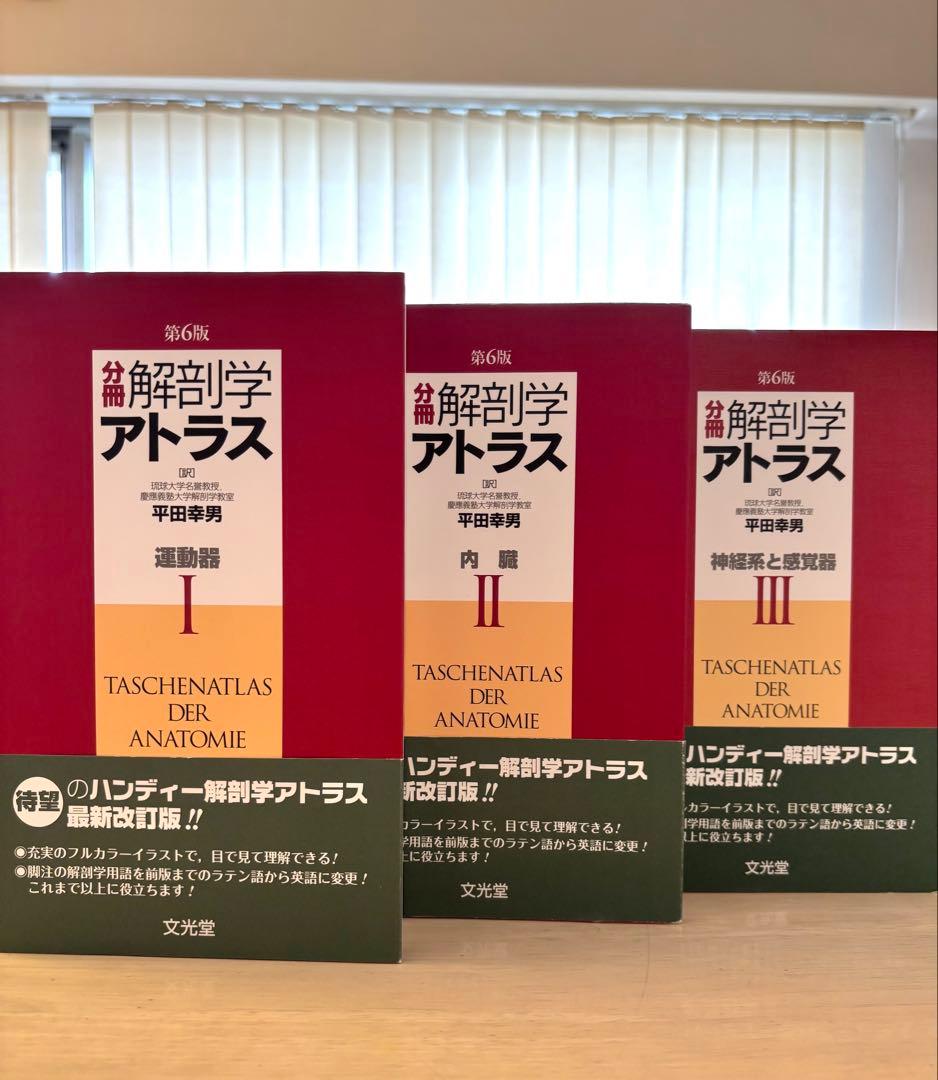 第6版
分冊 解剖学
アトラス
[訳]
琉球大学名誉教授,
慶應義塾大学解剖学教室
平田幸男
運動器
I
TASCHENATLAS
DER
ANATOMIE
待望のハンディー解剖学アトラス
最新改訂版!!
◉充実のフルカラーイラストで，目で見て理解できる!
◉脚注の解剖学用語を前版までのラテン語から英語に変更!
これまで以上に役立ちます!
文光堂
第6版
分冊 解剖学
アトラス
[訳]
琉球大学名誉教授,
慶應義塾大学解剖学教室
平田幸男
内臓
II
TASCHENATLAS
DER
ANATOMIE
ハンディー解剖学アトラス
新改訂版!!
カラーイラストで，目で見て理解できる!
学用語を前版までのラテン語から英語に変更!
上に役立ちます!
文光堂
第6版
分冊 解剖学
アトラス
[訳]
琉球大学名誉教授,
慶應義塾大学解剖学教室
平田幸男
神経系と感覚器
III
TASCHENATLAS
DER
ANATOMIE
ハンディー解剖学アトラス
新改訂版!!
ルカラーイラストで，目で見て理解できる!
学用語を前版までのラテン語から英語に変更!
以上に役立ちます!
文光堂